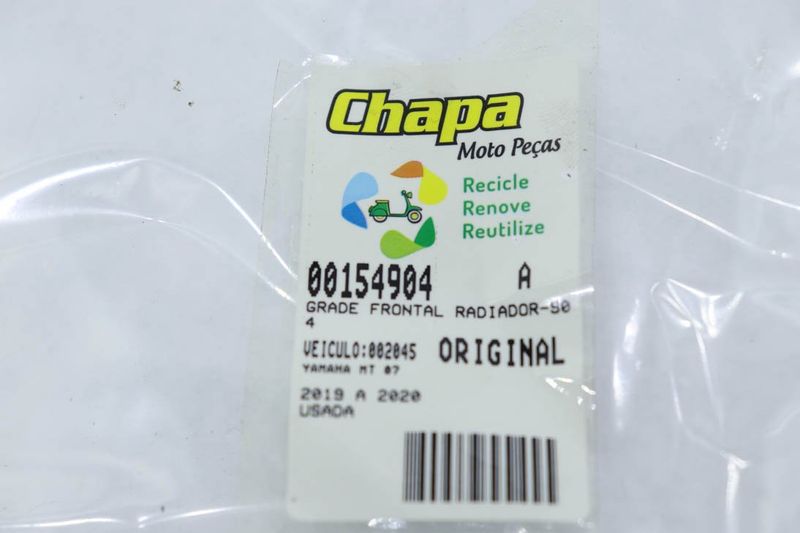 Chapa
Moto Peças
Recicle
Renove
Reutilize
00154904 A
GRADE FRONTAL RADIADOR-90
4
VEICULO:002045 ORIGINAL
YAMAHA MT 07
2019 A 2020
USADA